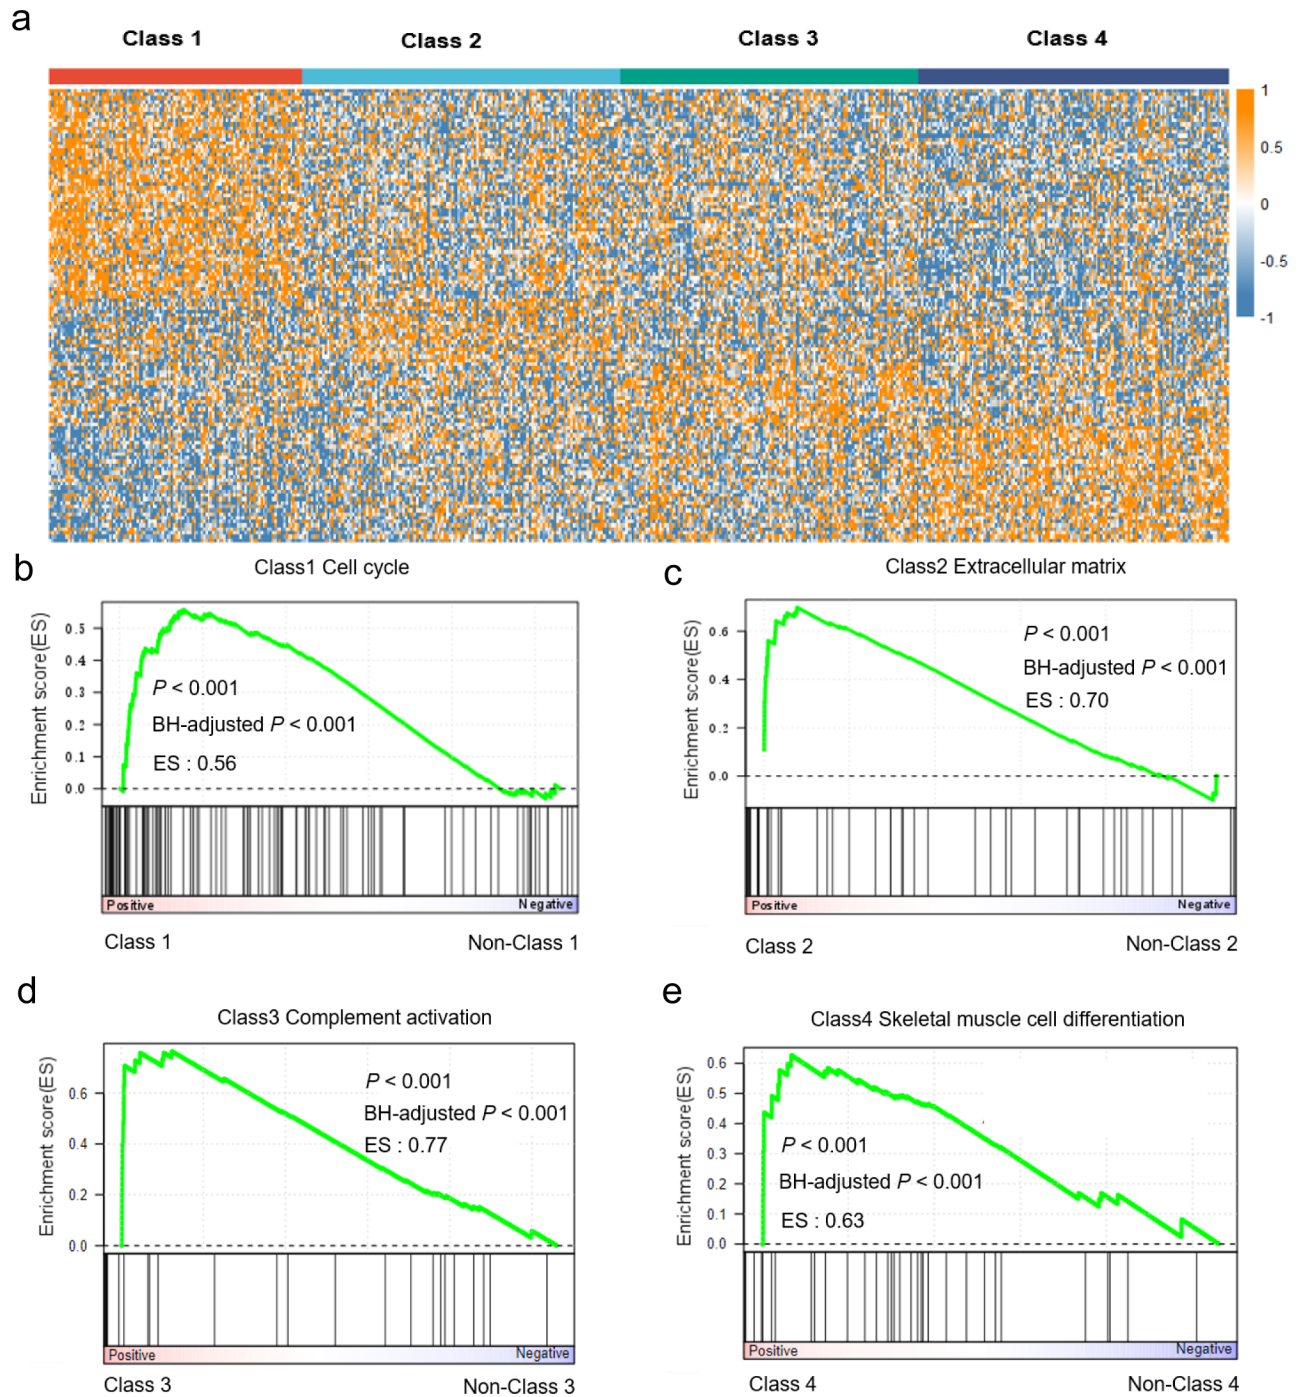 a
Class 1
Class 2
Class 3
Class 4
1
0.5
0
-0.5
-1
b
Class1 Cell cycle
Enrichment score(ES)
0.5
0.4
0.3
0.2
0.1
0.0
P < 0.001
BH-adjusted P < 0.001
ES : 0.56
Positive
Negative
Class 1
Non-Class 1
c
Class2 Extracellular matrix
Enrichment score(ES)
0.6
0.4
0.2
0.0
P < 0.001
BH-adjusted P < 0.001
ES : 0.70
Positive
Negative
Class 2
Non-Class 2
d
Class3 Complement activation
Enrichment score(ES)
0.6
0.4
0.2
0.0
P < 0.001
BH-adjusted P < 0.001
ES : 0.77
Positive
Negative
Class 3
Non-Class 3
e
Class4 Skeletal muscle cell differentiation
Enrichment score(ES)
0.6
0.5
0.4
0.3
0.2
0.1
0.0
P < 0.001
BH-adjusted P < 0.001
ES : 0.63
Positive
Negative
Class 4
Non-Class 4